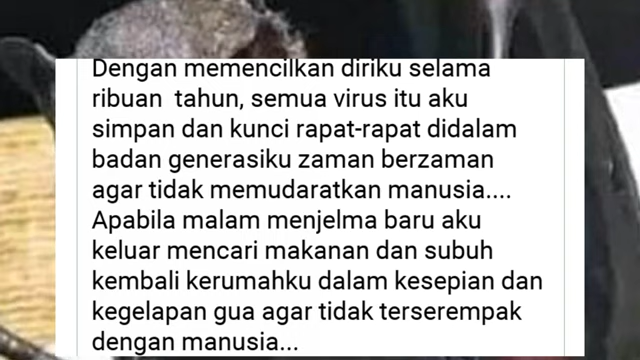 Dengan memencilkan diriku selama
ribuan tahun, semua virus itu aku
simpan dan kunci rapat-rapat didalam
badan generasiku zaman berzaman
agar tidak memudaratkan manusia....
Apabila malam menjelma baru aku
keluar mencari makanan dan subuh
kembali kerumahku dalam kesepian dan
kegelapan gua agar tidak terserempak
dengan manusia...